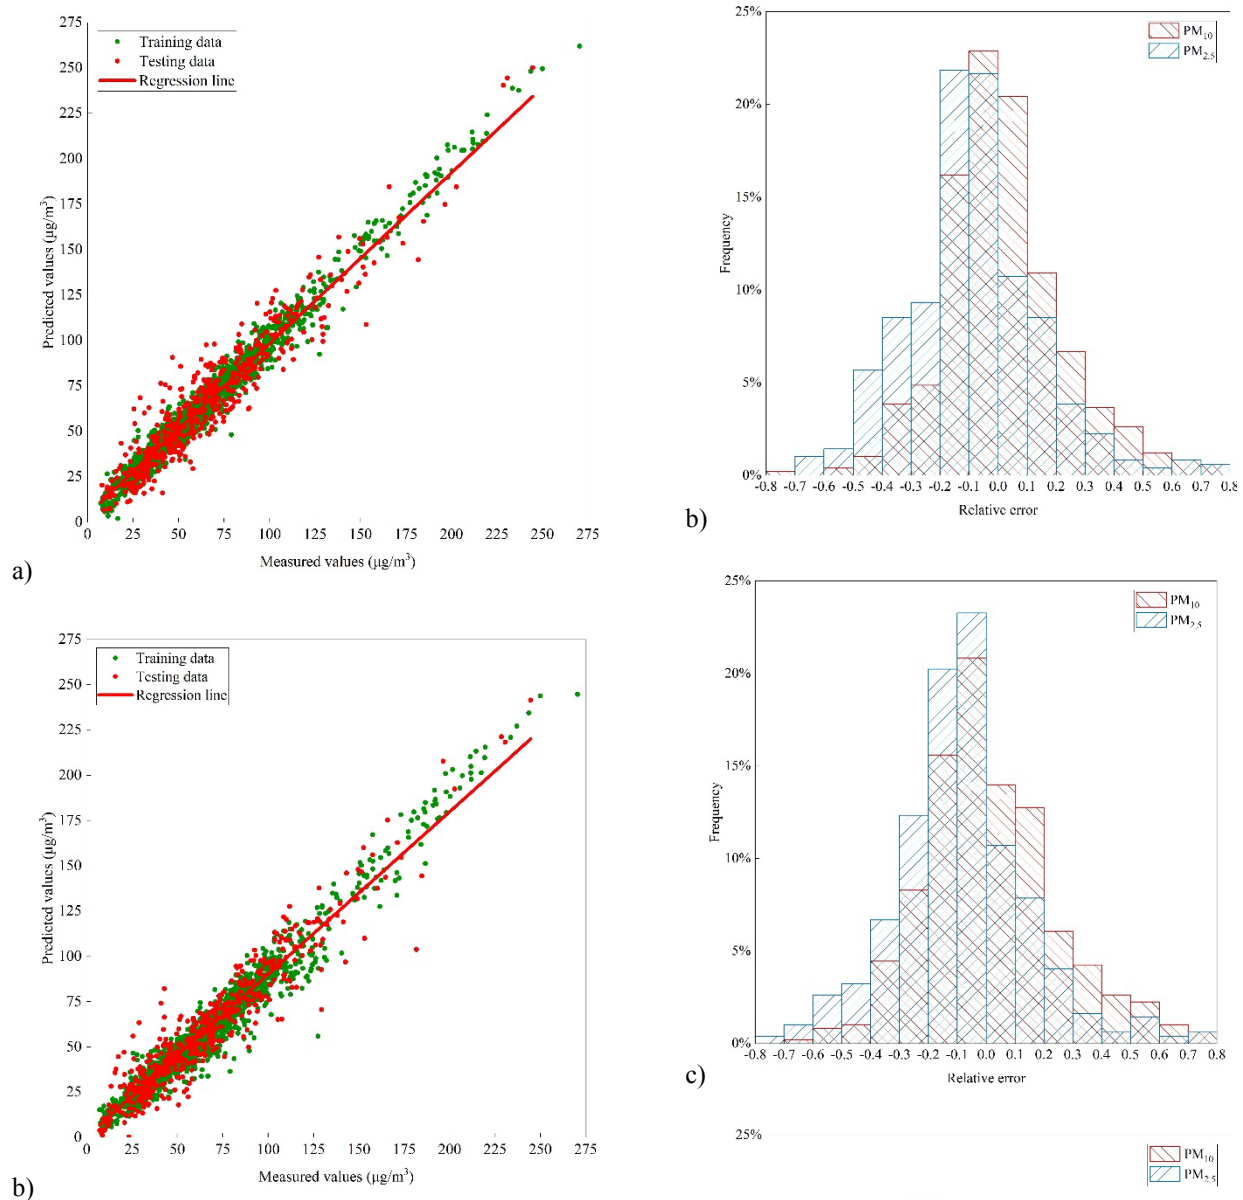 275
250
225
200
175
150
125
100
75
50
25
0
Predicted values (μg/m³)
Training data
Testing data
Regression line
0 25 50 75 100 125 150 175 200 225 250 275
Measured values (μg/m³)
a)
25%
20%
15%
10%
5%
0%
Frequency
PM10
PM2.5
-0.8 -0.7 -0.6 -0.5 -0.4 -0.3 -0.2 -0.1 0.0 0.1 0.2 0.3 0.4 0.5 0.6 0.7 0.8
Relative error
b)
275
250
225
200
175
150
125
100
75
50
25
0
Predicted values (μg/m³)
Training data
Testing data
Regression line
0 25 50 75 100 125 150 175 200 225 250 275
Measured values (μg/m³)
b)
25%
20%
15%
10%
5%
0%
Frequency
PM10
PM2.5
-0.8 -0.7 -0.6 -0.5 -0.4 -0.3 -0.2 -0.1 0.0 0.1 0.2 0.3 0.4 0.5 0.6 0.7 0.8
Relative error
c)
25%
PM10
PM2.5